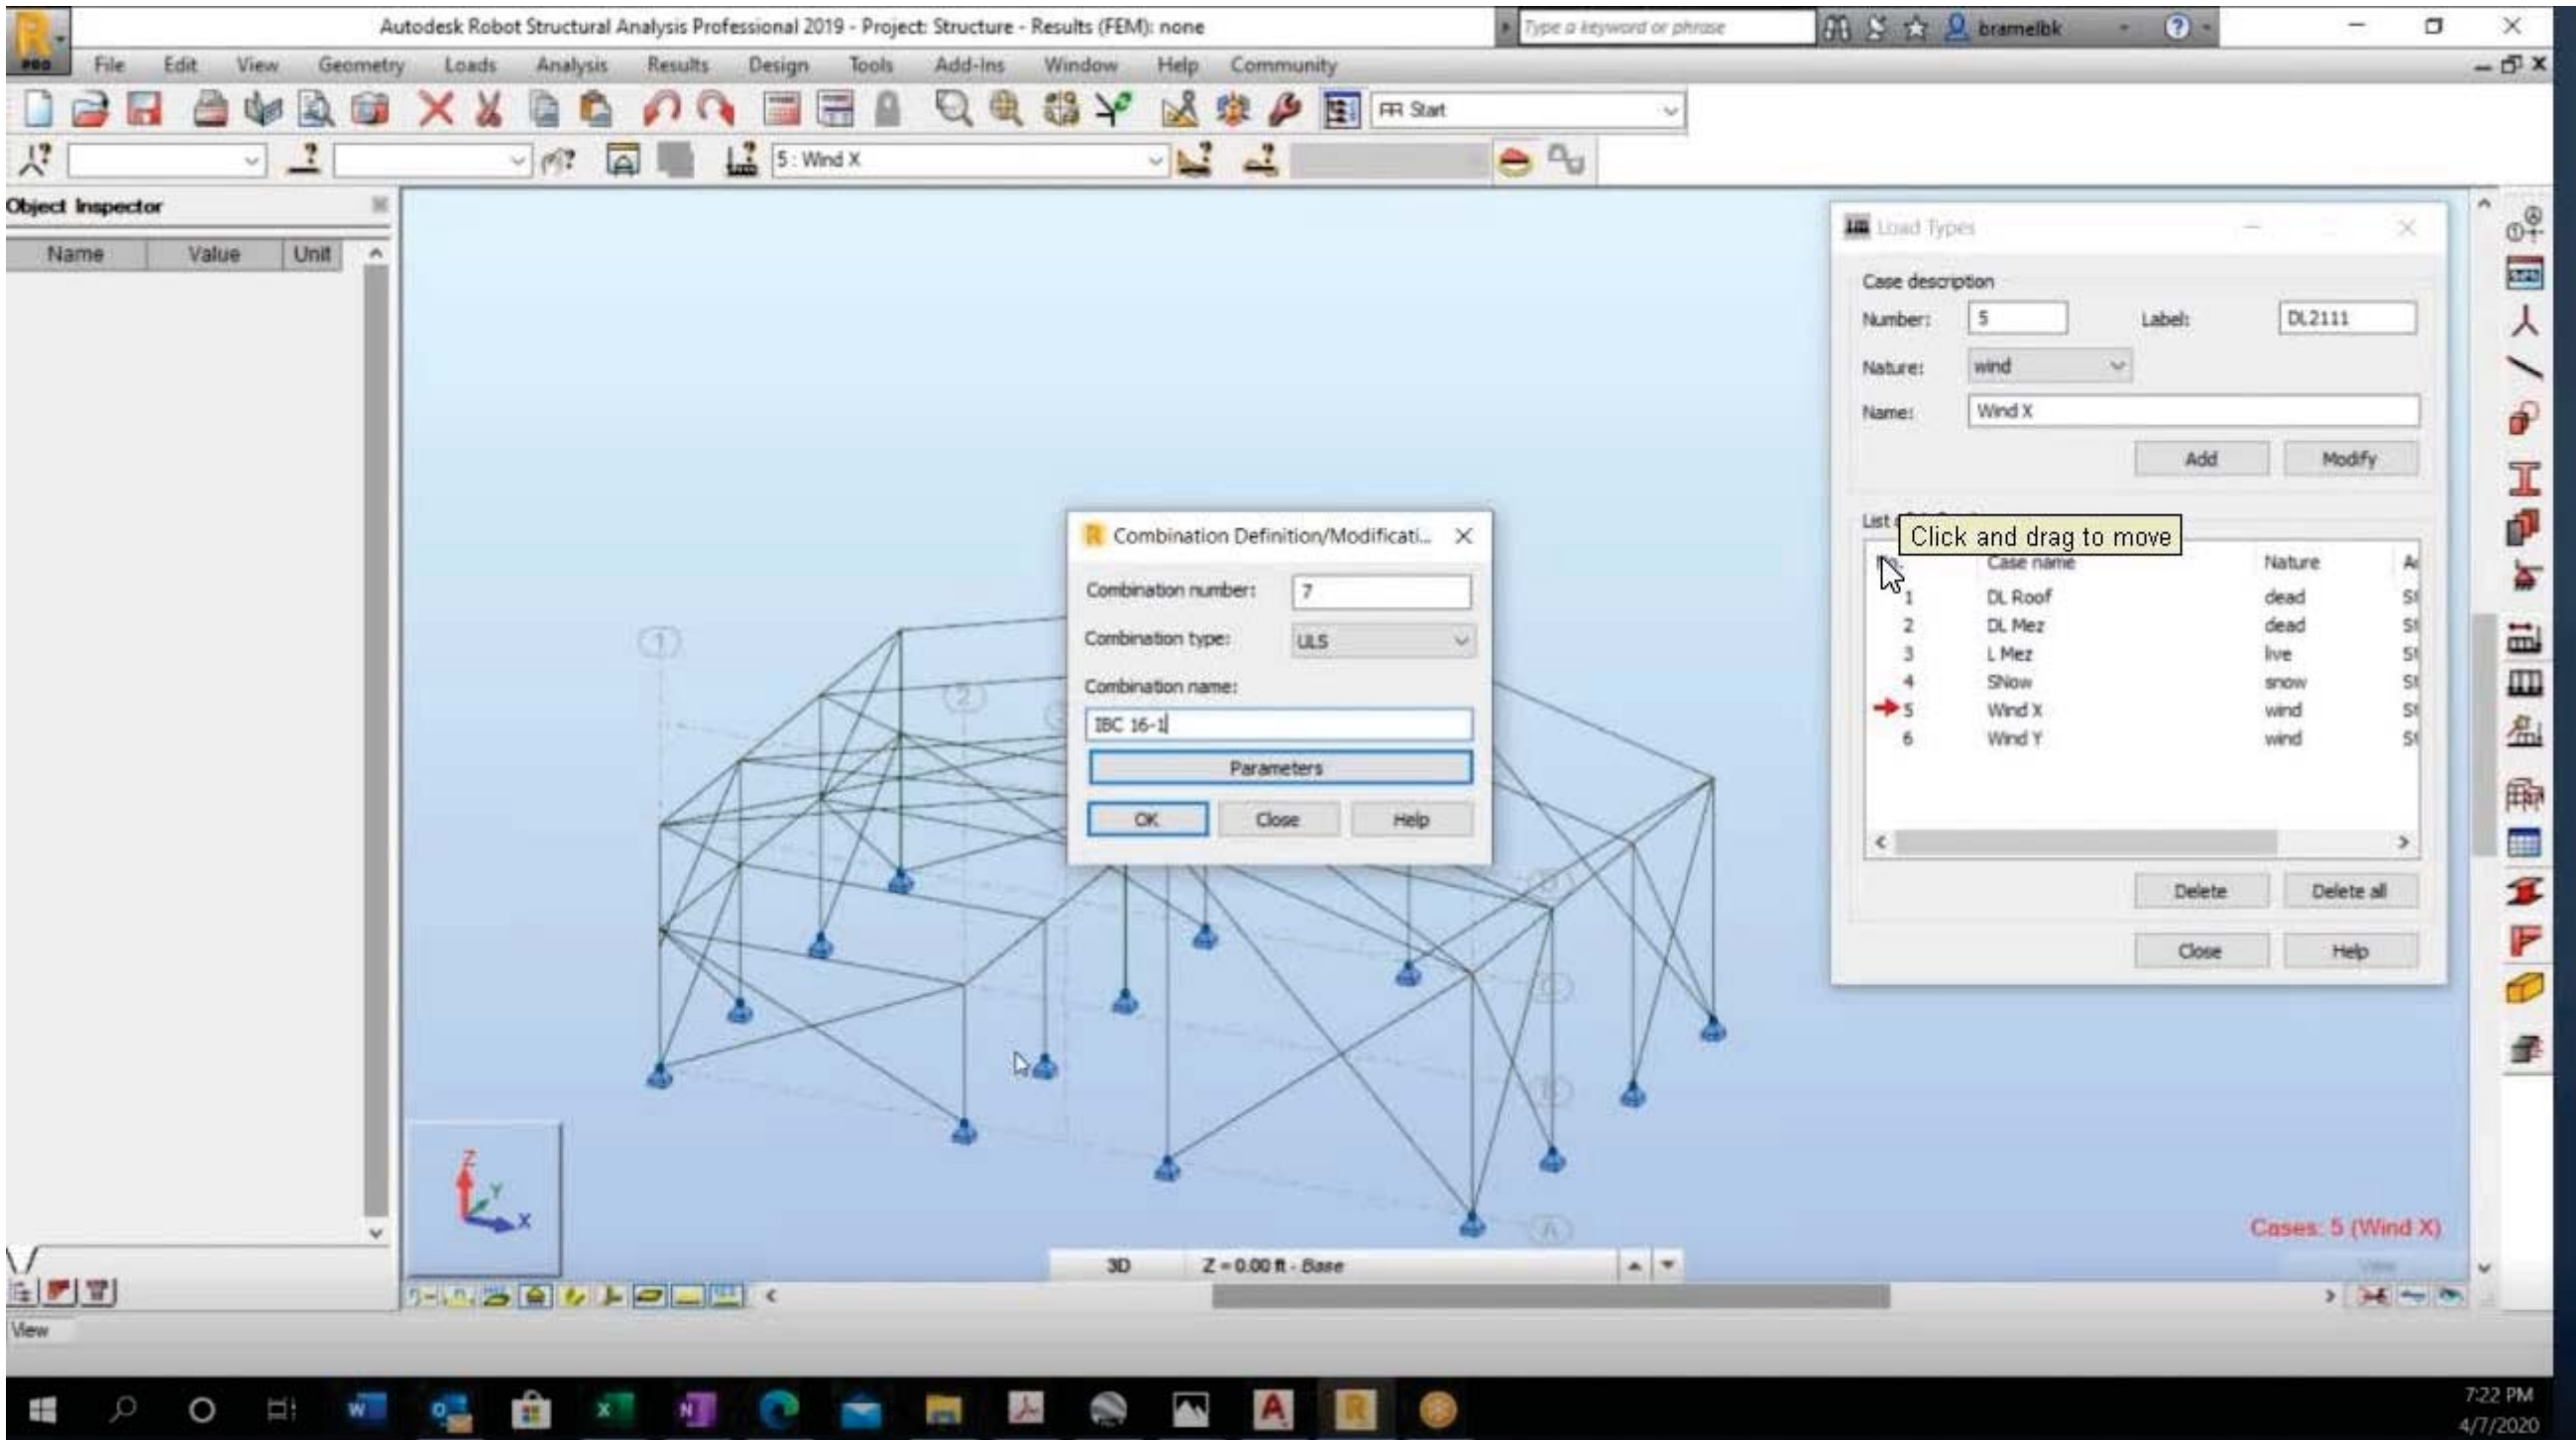 Autodesk Robot Structural Analysis Professional 2019 - Project: Structure - Results (FEM): none
Type a keyword or phrase
bramelbk
PRO
File Edit View Geometry Loads Analysis Results Design Tools Add-Ins Window Help Community
Start
5 : Wind X
Object Inspector
Name Value Unit
Load Types
Case description
Number: 5 Label: DL2111
Nature: wind
Name: Wind X
Add Modify
List
Click and drag to move
No. Case name Nature
1 DL Roof dead
2 DL Mez dead
3 L Mez live
4 SNow snow
5 Wind X wind
6 Wind Y wind
Delete Delete all
Close Help
Combination Definition/Modificati...
Combination number: 7
Combination type: ULS
Combination name:
IBC 16-1
Parameters
OK Close Help
1
2
C
A
Z
Y
X
Cases: 5 (Wind X)
3D Z = 0.00 ft - Base
View
View
7:22 PM
4/7/2020